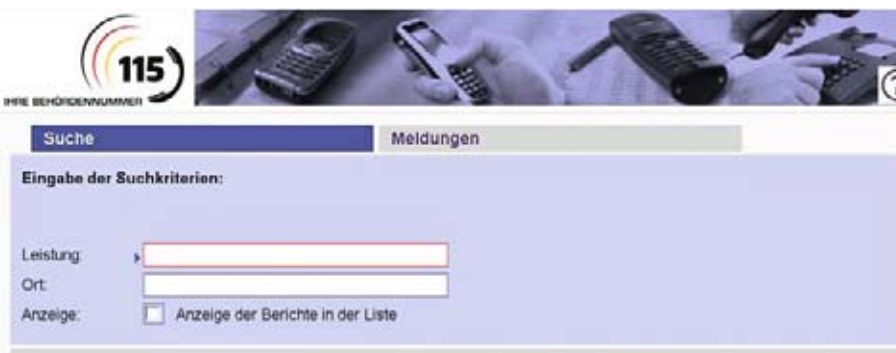 115
IHRE BEHÖRDENNUMMER
?
Suche Meldungen
Eingabe der Suchkriterien:
Leistung:
Ort:
Anzeige: Anzeige der Berichte in der Liste